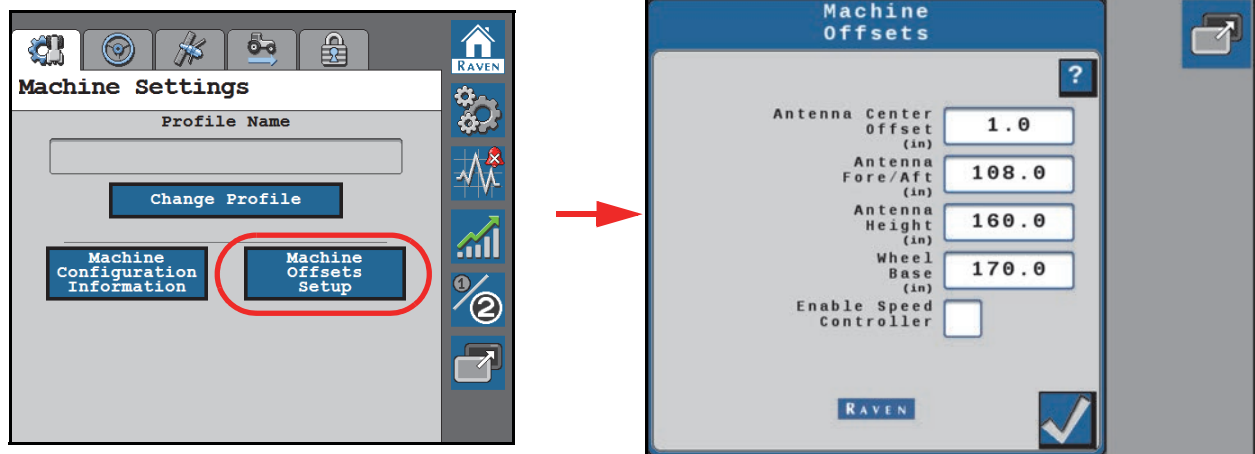 RAVEN
Machine Settings
Profile Name
Change Profile
Machine
Configuration
Information
Machine
Offsets
Setup
1
2
Machine
Offsets
?
Antenna Center
Offset
(in)
1.0
Antenna
Fore/Aft
(in)
108.0
Antenna
Height
(in)
160.0
Wheel
Base
(in)
170.0
Enable Speed
Controller
RAVEN